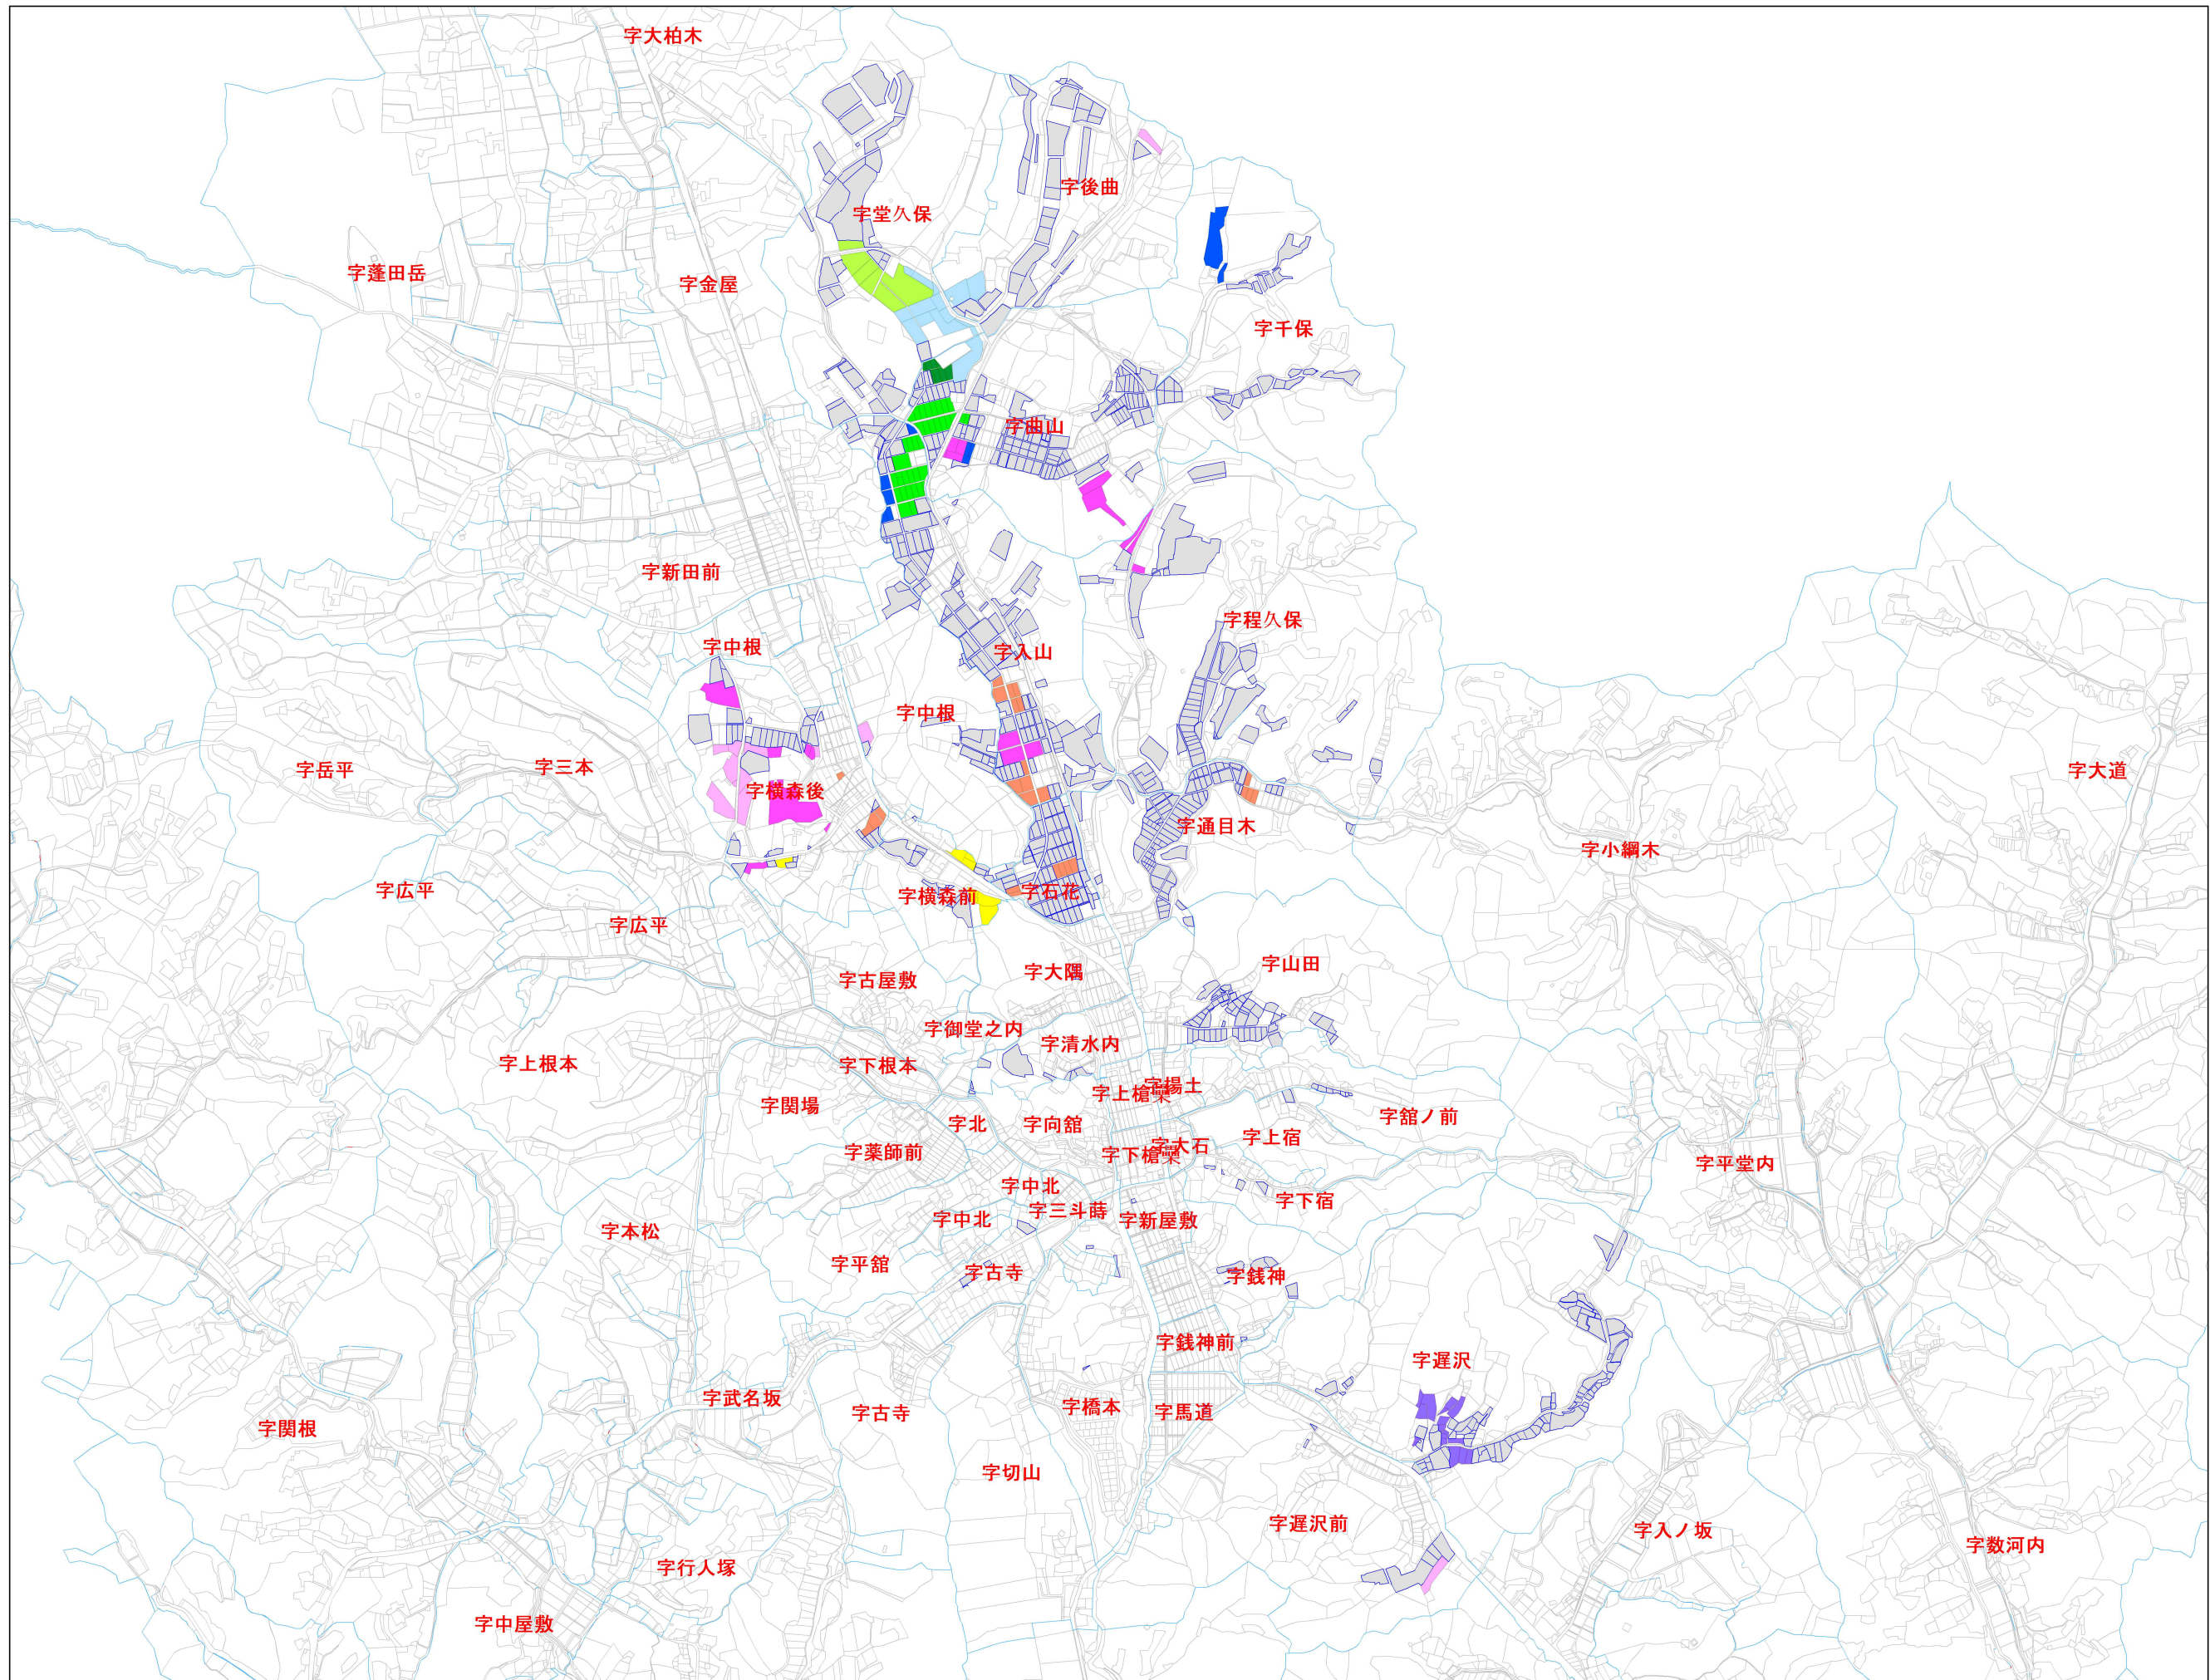 字大柏木
字後曲
字堂久保
字蓬田岳
字金屋
字千保
字曲山
字新田前
字程久保
字中根
字入山
字中根
字岳平
字三本
字大道
字横森後
字通目木
字小綱木
字広平
字横森前
字石花
字広平
字山田
字大隅
字古屋敷
字御堂之内
字清水内
字上根本
字下根本
字揚土
字上槍
字関場
字舘ノ前
字北
字向舘
字上宿
字薬師前
字大石
字下槍
字平堂内
字中北
字下宿
字三斗蒔
字中北
字新屋敷
字本松
字平舘
字古寺
字銭神
字銭神前
字遅沢
字武名坂
字橋本
字古寺
字馬道
字関根
字切山
字遅沢前
字入ノ坂
字数河内
字行人塚
字中屋敷